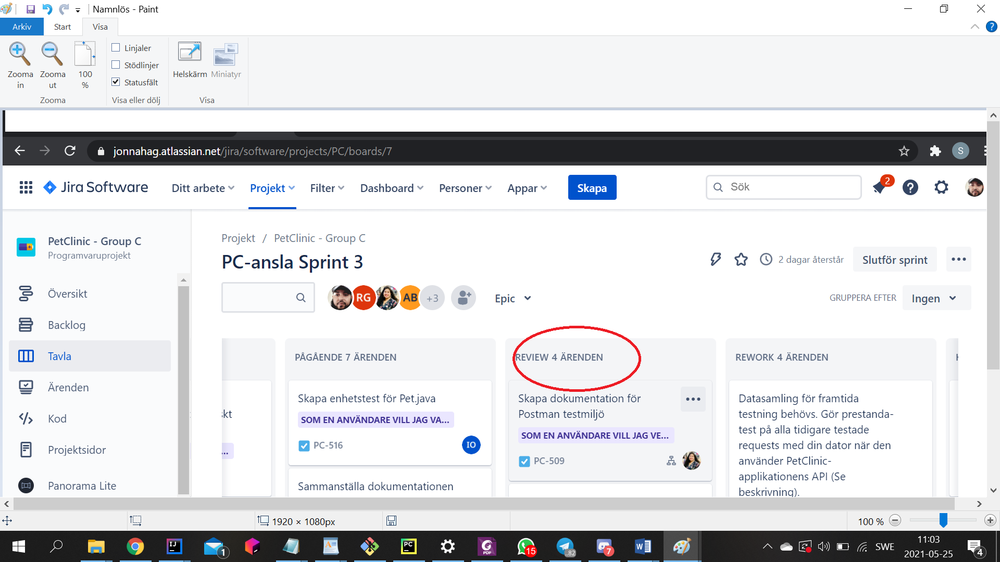 Namnlös - Paint
Arkiv
Start
Visa
Zooma in
Zooma ut
100 %
Linjaler
Stödlinjer
Statusfält
Helskärm
Miniatyr
Zooma
Visa eller dölj
Visa
jonnahag.atlassian.net/jira/software/projects/PC/boards/7
S
Jira Software
Ditt arbete
Projekt
Filter
Dashboard
Personer
Appar
Skapa
Sök
2
PetClinic - Group C
Programvaruprojekt
Översikt
Backlog
Tavla
Ärenden
Kod
Projektsidor
Panorama Lite
Projekt / PetClinic - Group C
PC-ansla Sprint 3
2 dagar återstår
Slutför sprint
RG
AB
+3
Epic
GRUPPERA EFTER
Ingen
PÅGÅENDE 7 ÄRENDEN
Skapa enhetstest för Pet.java
SOM EN ANVÄNDARE VILL JAG VA...
PC-516
IO
Sammanställa dokumentationen
REVIEW 4 ÄRENDEN
Skapa dokumentation för
Postman testmiljö
SOM EN ANVÄNDARE VILL JAG VE...
PC-509
REWORK 4 ÄRENDEN
Datasamling för framtida
testning behövs. Gör prestanda-
test på alla tidigare testade
requests med din dator när den
använder PetClinic-
applikationens API (Se
beskrivning).
1920 × 1080px
100 %
IJ
1
PC
PDF
15
..82
7
SWE
11:03
2021-05-25
4